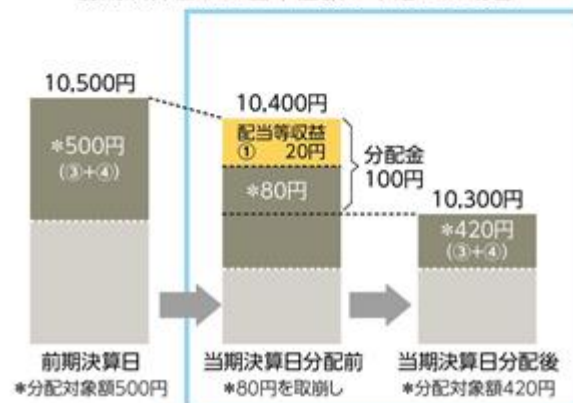 10,500円
*500円
(③+④)
前期決算日
*分配対象額500円
10,400円
配当等収益
① 20円
*80円
分配金
100円
当期決算日分配前
*80円を取崩し
10,300円
*420円
(③+④)
当期決算日分配後
*分配対象額420円